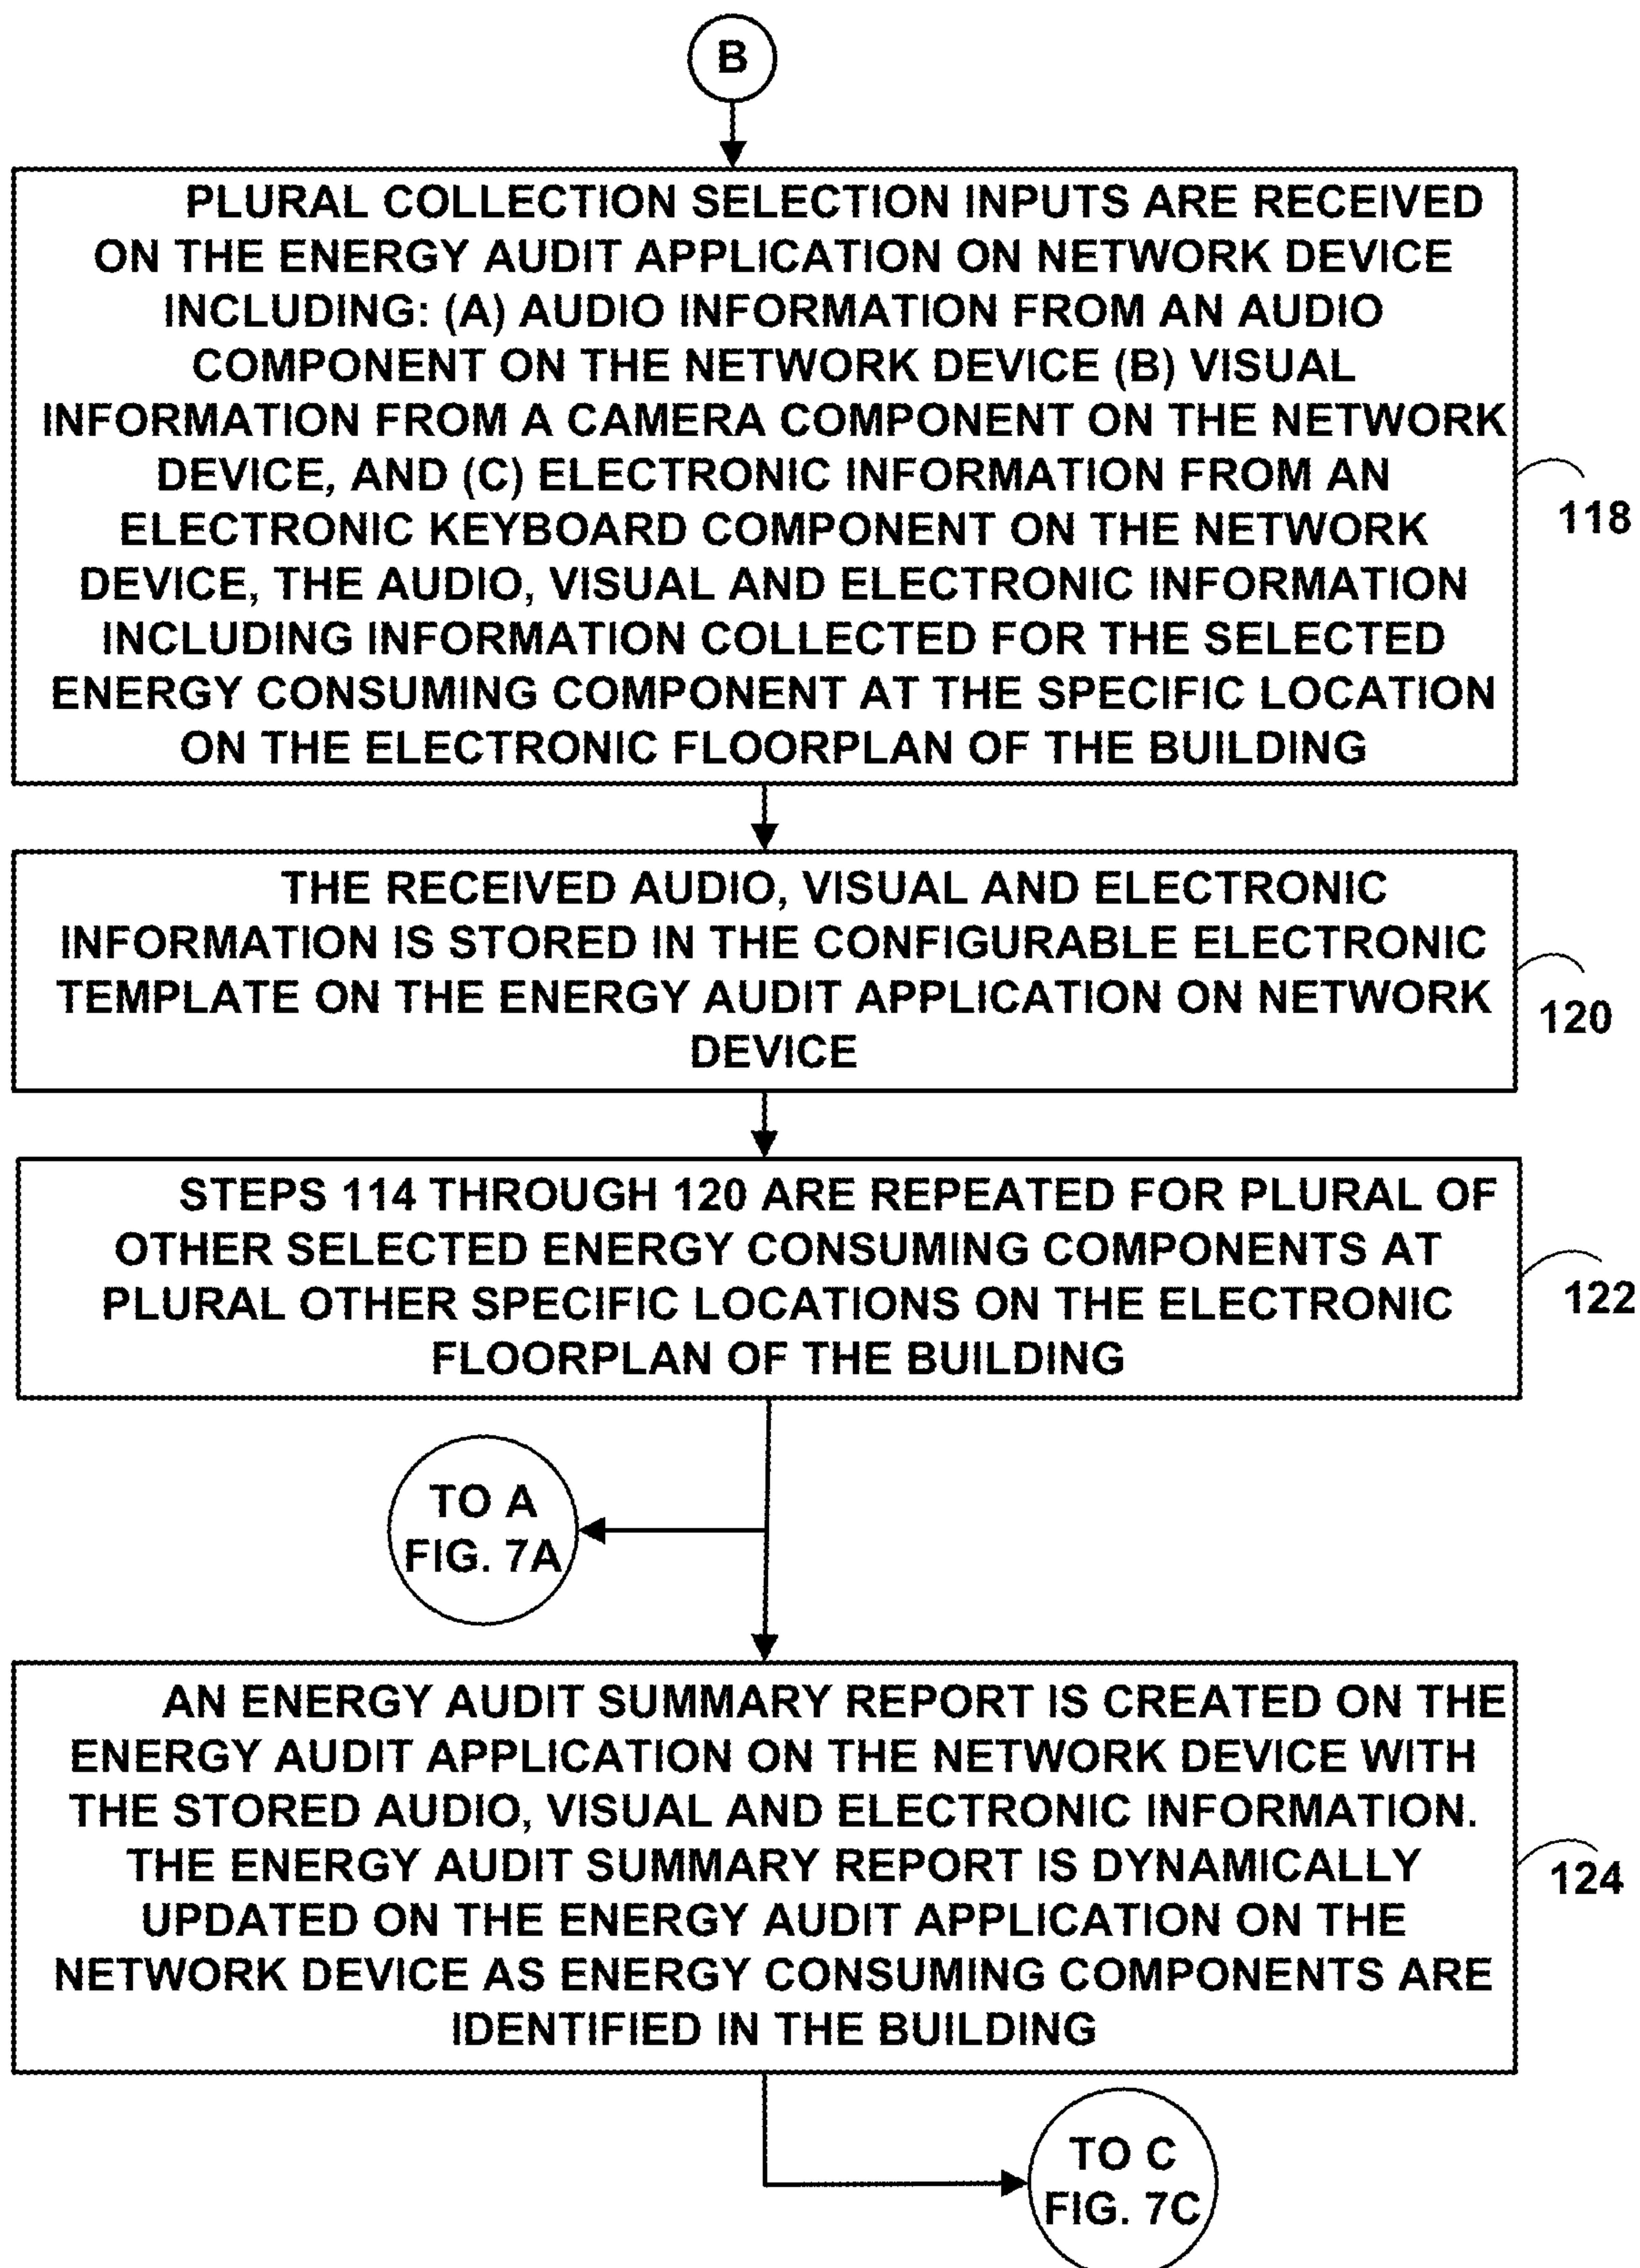 B
PLURAL COLLECTION SELECTION INPUTS ARE RECEIVED
ON THE ENERGY AUDIT APPLICATION ON NETWORK DEVICE
INCLUDING: (A) AUDIO INFORMATION FROM AN AUDIO
COMPONENT ON THE NETWORK DEVICE (B) VISUAL
INFORMATION FROM A CAMERA COMPONENT ON THE NETWORK
DEVICE, AND (C) ELECTRONIC INFORMATION FROM AN
ELECTRONIC KEYBOARD COMPONENT ON THE NETWORK
DEVICE, THE AUDIO, VISUAL AND ELECTRONIC INFORMATION
INCLUDING INFORMATION COLLECTED FOR THE SELECTED
ENERGY CONSUMING COMPONENT AT THE SPECIFIC LOCATION
ON THE ELECTRONIC FLOORPLAN OF THE BUILDING
118
THE RECEIVED AUDIO, VISUAL AND ELECTRONIC
INFORMATION IS STORED IN THE CONFIGURABLE ELECTRONIC
TEMPLATE ON THE ENERGY AUDIT APPLICATION ON NETWORK
DEVICE
120
STEPS 114 THROUGH 120 ARE REPEATED FOR PLURAL OF
OTHER SELECTED ENERGY CONSUMING COMPONENTS AT
PLURAL OTHER SPECIFIC LOCATIONS ON THE ELECTRONIC
FLOORPLAN OF THE BUILDING
122
TO A
FIG. 7A
AN ENERGY AUDIT SUMMARY REPORT IS CREATED ON THE
ENERGY AUDIT APPLICATION ON THE NETWORK DEVICE WITH
THE STORED AUDIO, VISUAL AND ELECTRONIC INFORMATION.
THE ENERGY AUDIT SUMMARY REPORT IS DYNAMICALLY
UPDATED ON THE ENERGY AUDIT APPLICATION ON THE
NETWORK DEVICE AS ENERGY CONSUMING COMPONENTS ARE
IDENTIFIED IN THE BUILDING
124
TO C
FIG. 7C